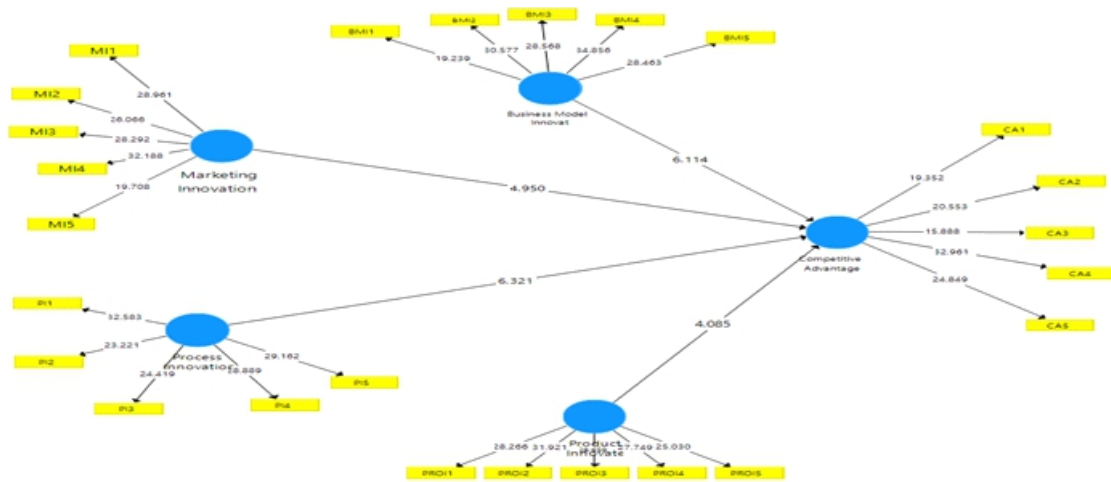 BMI1
BMI2
BMI3
BMI4
BMI5
19.239
30.577
28.568
34.856
28.463
Business Model
Innovat
MI1
MI2
MI3
MI4
MI5
28.961
26.066
28.292
32.188
19.708
Marketing
Innovation
6.114
4.950
6.321
4.085
CA1
CA2
CA3
CA4
CA5
19.352
20.553
15.888
32.961
24.849
Competitive
Advantage
PI1
PI2
PI3
PI4
PI5
32.583
23.221
24.419
29.162
Process
Innovation
Product
Innovate
28.266
31.921
27.749
25.030
PROI1
PROI2
PROI3
PROI4
PROI5